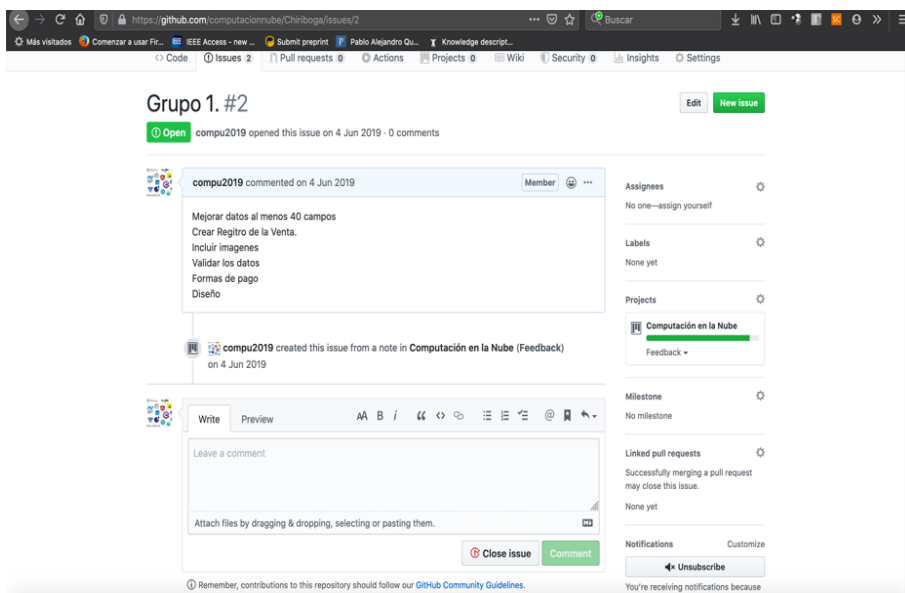 https://github.com/computacionnube/Chiriboga/issues/2
Buscar
Más visitados
Comenzar a usar Fir...
IEEE Access - new ...
Submit preprint
Pablo Alejandro Qu...
Knowledge descript...
Code
Issues 2
Pull requests 0
Actions
Projects 0
Wiki
Security 0
Insights
Settings
Grupo 1. #2
Edit
New issue
Open
compu2019 opened this issue on 4 Jun 2019 · 0 comments
compu2019 commented on 4 Jun 2019
Member
Mejorar datos al menos 40 campos
Crear Regitro de la Venta.
Incluir imagenes
Validar los datos
Formas de pago
Diseño
compu2019 created this issue from a note in Computación en la Nube (Feedback)
on 4 Jun 2019
Write
Preview
AA B i
Leave a comment
Attach files by dragging & dropping, selecting or pasting them.
Close issue
Comment
Remember, contributions to this repository should follow our GitHub Community Guidelines.
Assignees
No one—assign yourself
Labels
None yet
Projects
Computación en la Nube
Feedback
Milestone
No milestone
Linked pull requests
Successfully merging a pull request
may close this issue.
None yet
Notifications
Customize
Unsubscribe
You're receiving notifications because